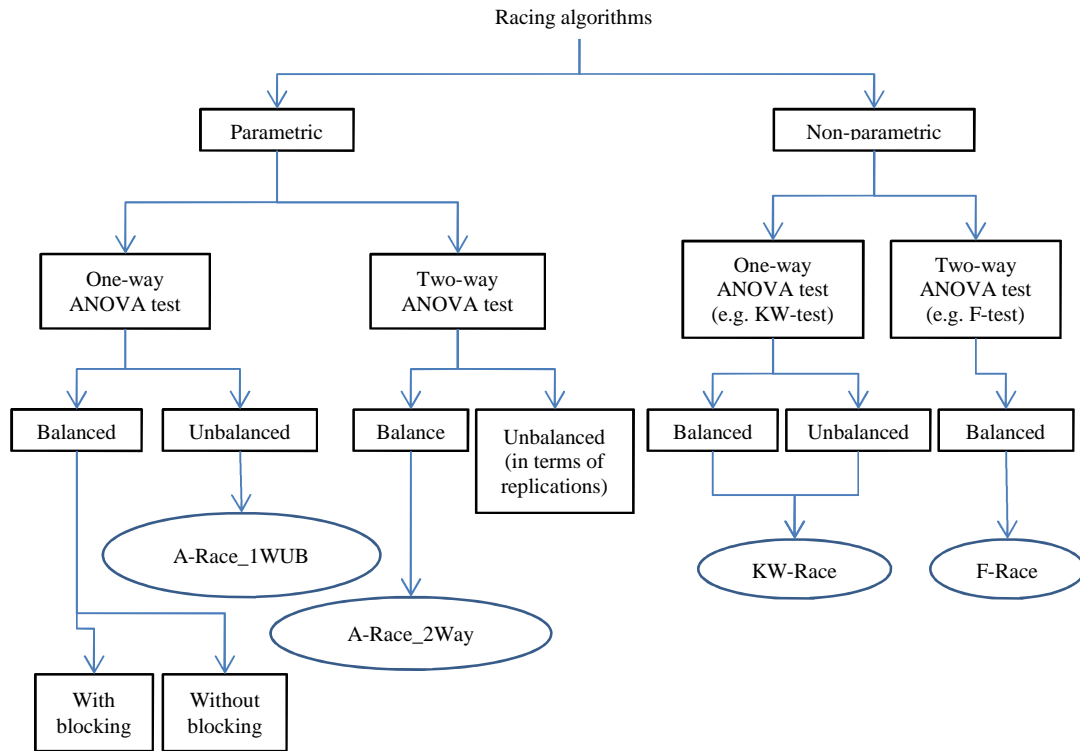 Racing algorithms
Parametric
Non-parametric
One-way
ANOVA test
Two-way
ANOVA test
One-way
ANOVA test
(e.g. KW-test)
Two-way
ANOVA test
(e.g. F-test)
Balanced
Unbalanced
Balance
Unbalanced
(in terms of
replications)
Balanced
Unbalanced
Balanced
A-Race_1WUB
KW-Race
F-Race
A-Race_2Way
With
blocking
Without
blocking